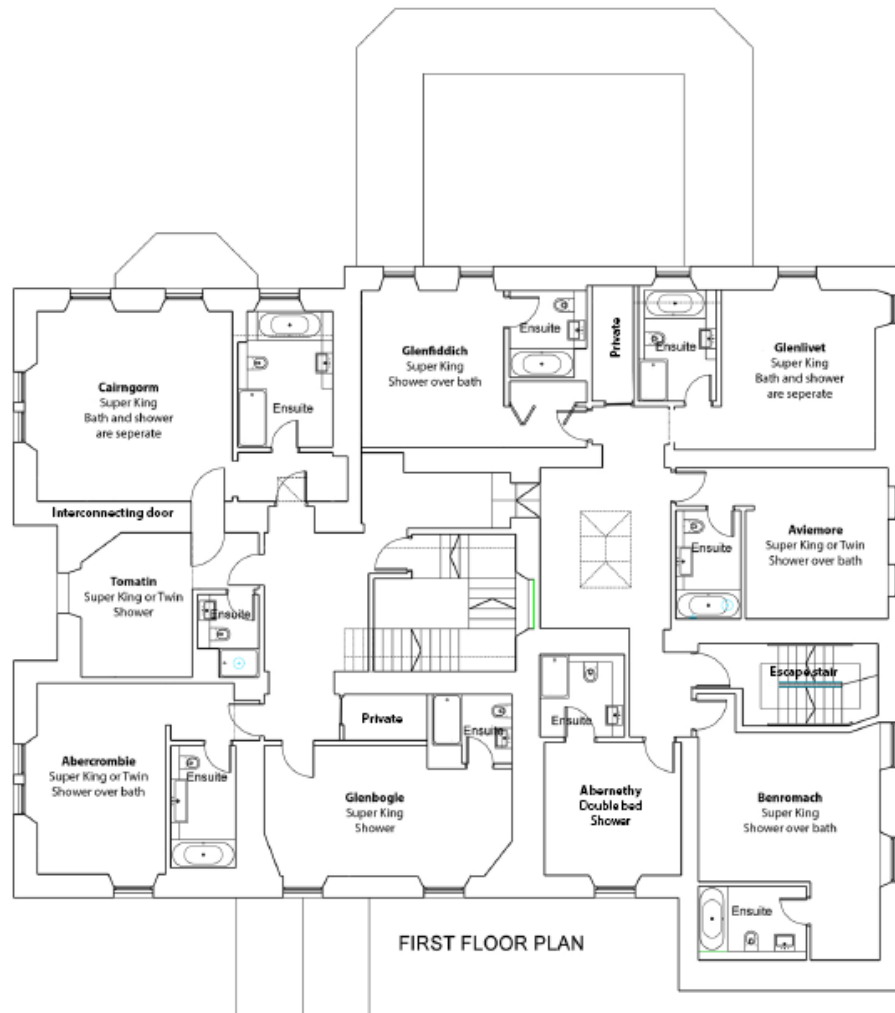 Glenfiddich
Super King
Shower over bath
Ensuite
Private
Ensuite
Glenlivet
Super King
Bath and shower
are seperate
Cairngorm
Super King
Bath and shower
are seperate
Ensuite
Interconnecting door
Aviemore
Super King or Twin
Shower over bath
Ensuite
Tomatin
Super King or Twin
Shower
Ensuite
Escape stair
Private
Ensuite
Ensuite
Abercrombie
Super King or Twin
Shower over bath
Ensuite
Glenbogle
Super King
Shower
Abernethy
Double bed
Shower
Benromach
Super King
Shower over bath
Ensuite
FIRST FLOOR PLAN